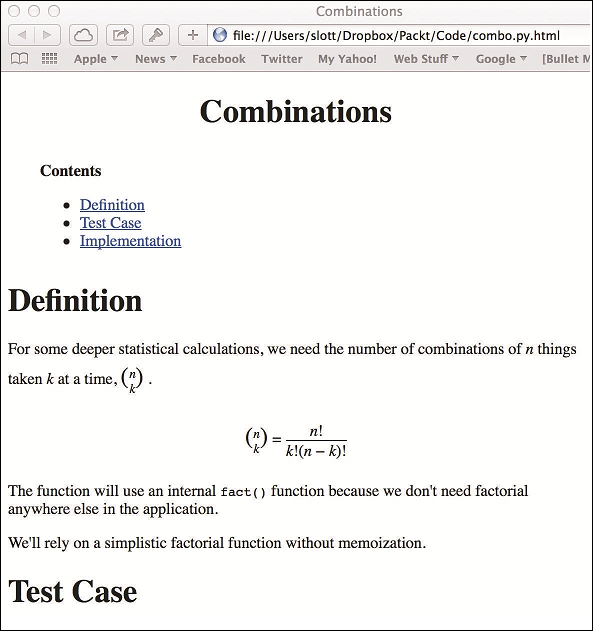 Combinations
file:///Users/slott/Dropbox/Packt/Code/combo.py.html
Apple News Facebook Twitter My Yahoo! Web Stuff Google [Bullet M
Combinations
Contents
Definition
Test Case
Implementation
Definition
For some deeper statistical calculations, we need the number of combinations of n things
taken k at a time, (n k) .
(n k) = n! / k!(n − k)!
The function will use an internal fact() function because we don't need factorial
anywhere else in the application.
We'll rely on a simplistic factorial function without memoization.
Test Case